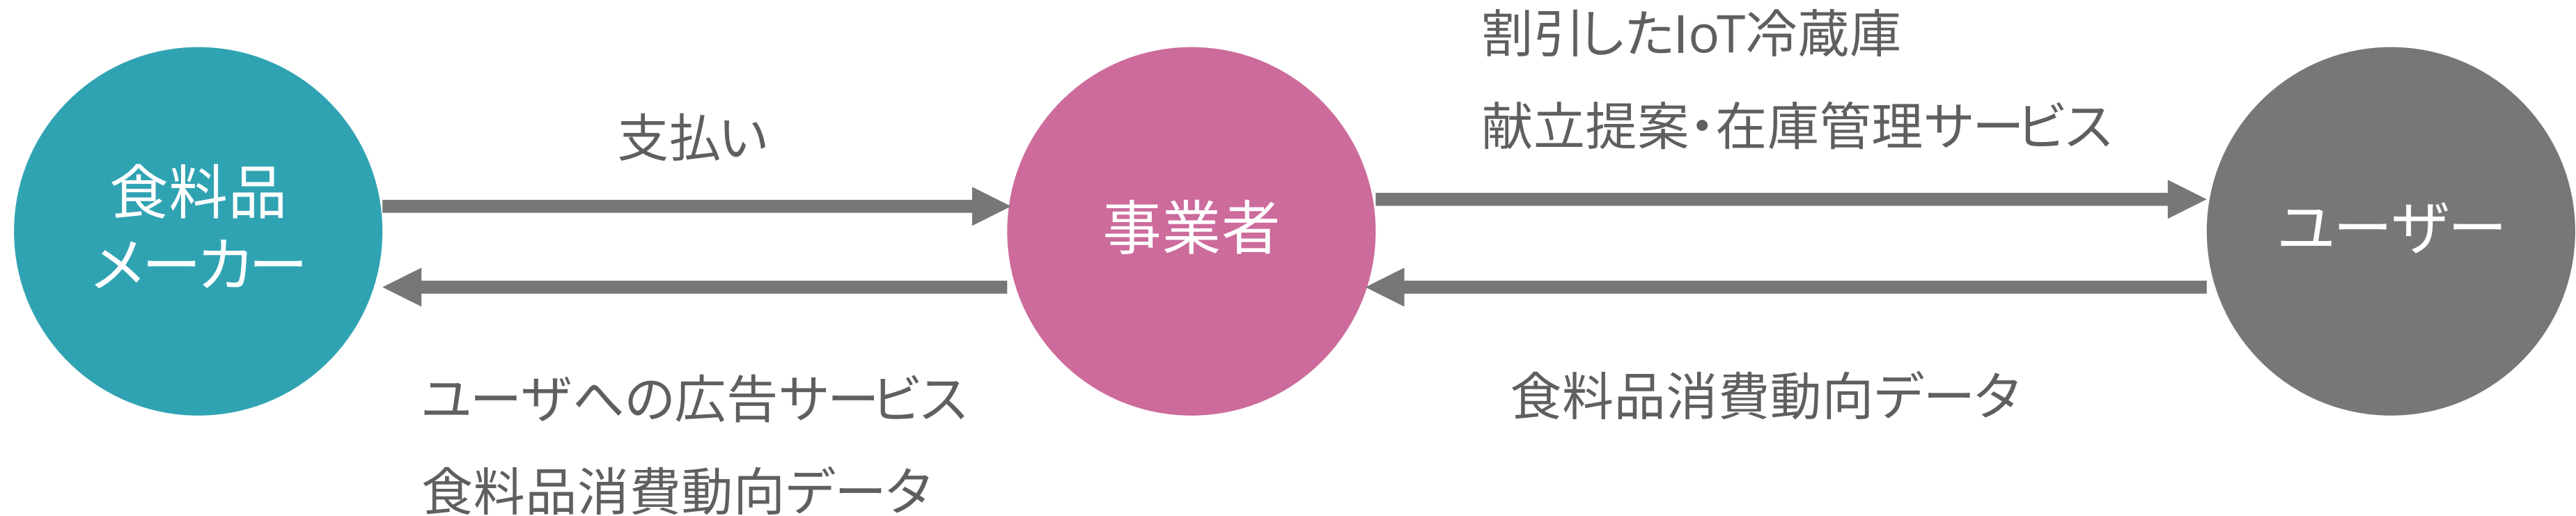 割引したIoT冷蔵庫
献立提案・在庫管理サービス
支払い
食料品
メーカー
事業者
ユーザー
ユーザへの広告サービス
食料品消費動向データ
食料品消費動向データ